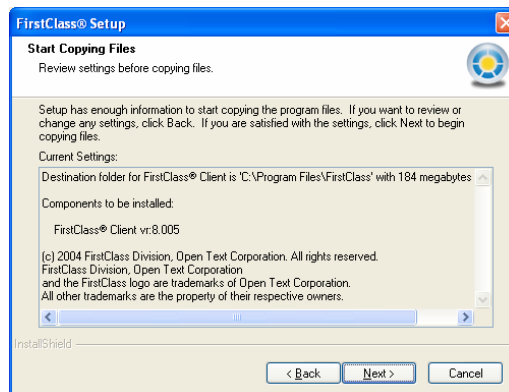 FirstClass® Setup
Start Copying Files
Review settings before copying files.
Setup has enough information to start copying the program files. If you want to review or
change any settings, click Back. If you are satisfied with the settings, click Next to begin
copying files.
Current Settings:
Destination folder for FirstClass® Client is 'C:\Program Files\FirstClass' with 184 megabytes
Components to be installed:
FirstClass® Client vr:8.005
(c) 2004 FirstClass Division, Open Text Corporation. All rights reserved.
FirstClass Division, Open Text Corporation
and the FirstClass logo are trademarks of Open Text Corporation.
All other trademarks are the property of their respective owners.
InstallShield
< Back
Next >
Cancel